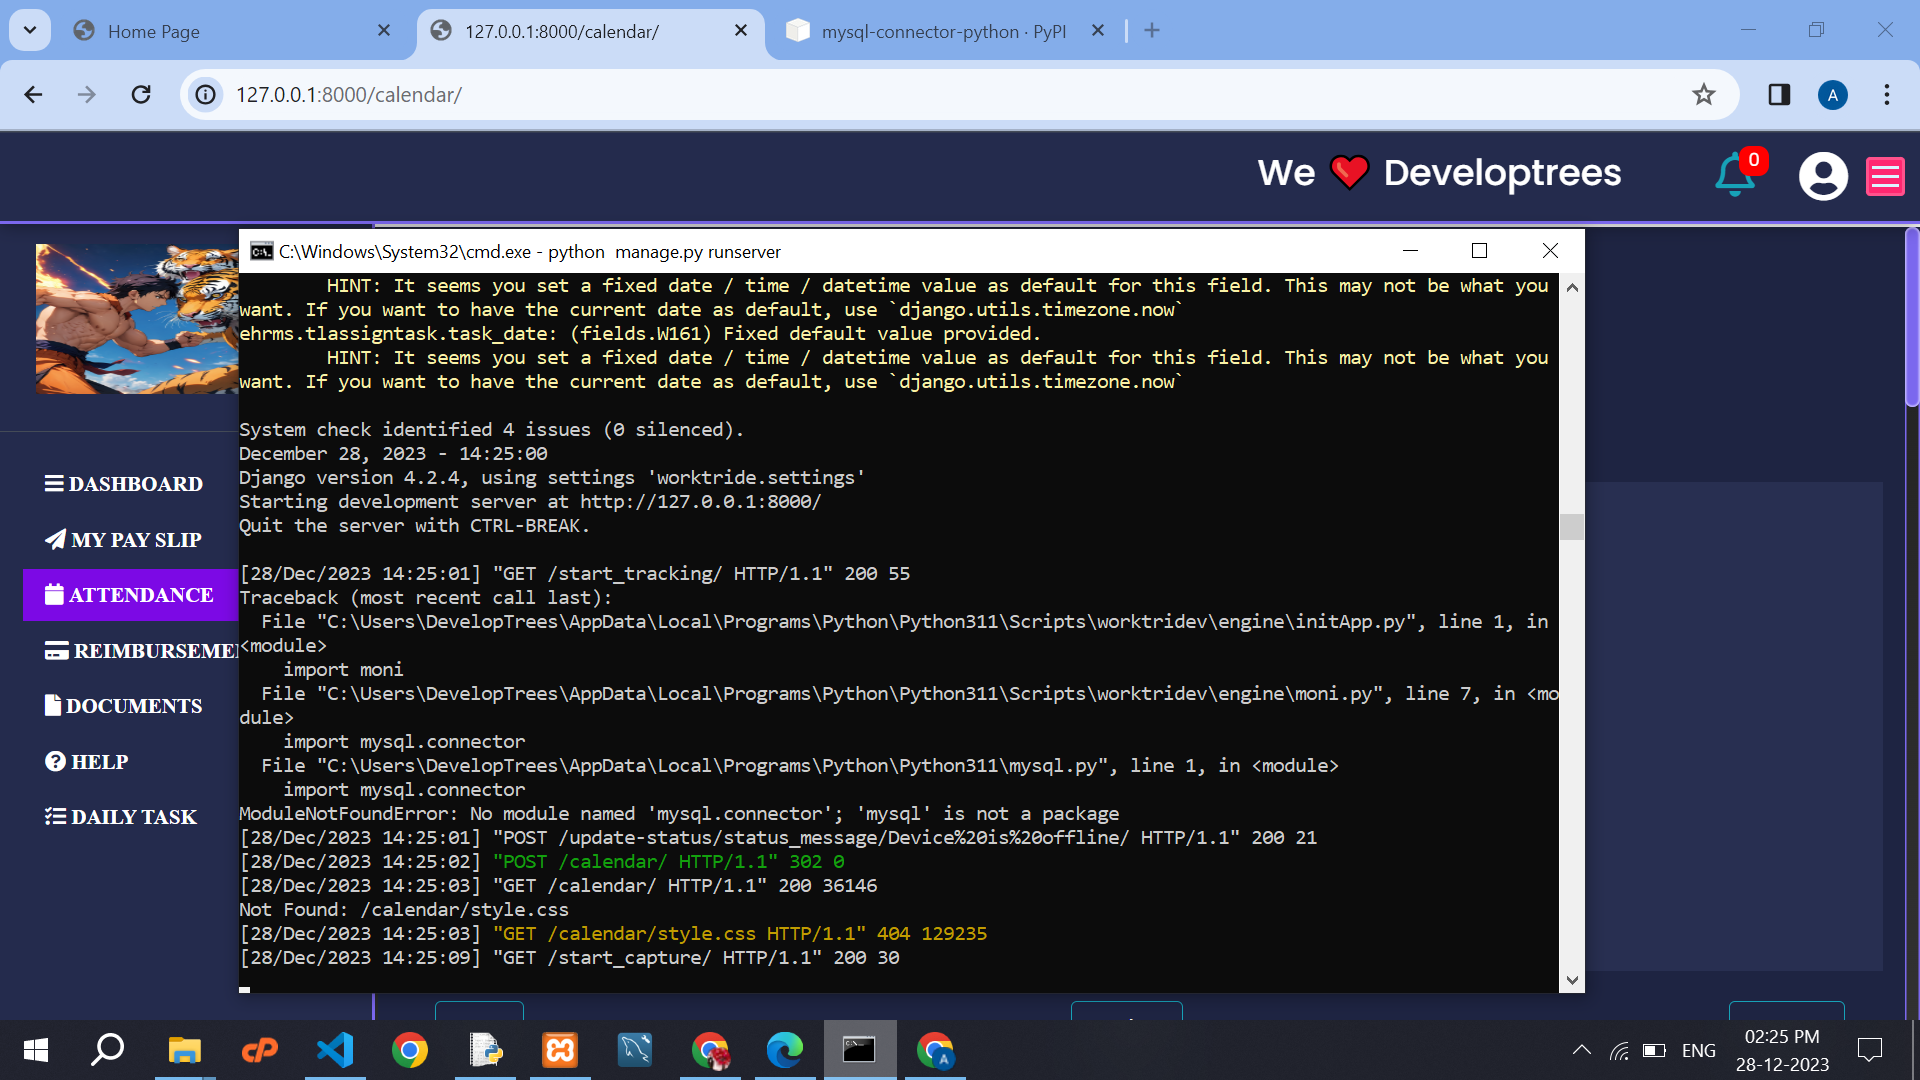 Home Page
127.0.0.1:8000/calendar/
mysql-connector-python · PyPI
127.0.0.1:8000/calendar/
A
We ❤ Developtrees
0
C:\Windows\System32\cmd.exe - python  manage.py runserver
        HINT: It seems you set a fixed date / time / datetime value as default for this field. This may not be what you
want. If you want to have the current date as default, use `django.utils.timezone.now`
ehrms.tlassigntask.task_date: (fields.W161) Fixed default value provided.
        HINT: It seems you set a fixed date / time / datetime value as default for this field. This may not be what you
want. If you want to have the current date as default, use `django.utils.timezone.now`
System check identified 4 issues (0 silenced).
December 28, 2023 - 14:25:00
Django version 4.2.4, using settings 'worktride.settings'
Starting development server at http://127.0.0.1:8000/
Quit the server with CTRL-BREAK.
[28/Dec/2023 14:25:01] "GET /start_tracking/ HTTP/1.1" 200 55
Traceback (most recent call last):
  File "C:\Users\DevelopTrees\AppData\Local\Programs\Python\Python311\Scripts\worktridev\engine\initApp.py", line 1, in
<module>
    import moni
  File "C:\Users\DevelopTrees\AppData\Local\Programs\Python\Python311\Scripts\worktridev\engine\moni.py", line 7, in <mo
dule>
    import mysql.connector
  File "C:\Users\DevelopTrees\AppData\Local\Programs\Python\Python311\mysql.py", line 1, in <module>
    import mysql.connector
ModuleNotFoundError: No module named 'mysql.connector'; 'mysql' is not a package
[28/Dec/2023 14:25:01] "POST /update-status/status_message/Device%20is%20offline/ HTTP/1.1" 200 21
[28/Dec/2023 14:25:02] "POST /calendar/ HTTP/1.1" 302 0
[28/Dec/2023 14:25:03] "GET /calendar/ HTTP/1.1" 200 36146
Not Found: /calendar/style.css
[28/Dec/2023 14:25:03] "GET /calendar/style.css HTTP/1.1" 404 129235
[28/Dec/2023 14:25:09] "GET /start_capture/ HTTP/1.1" 200 30
DASHBOARD
MY PAY SLIP
ATTENDANCE
REIMBURSEME
DOCUMENTS
HELP
DAILY TASK
ENG
02:25 PM
28-12-2023